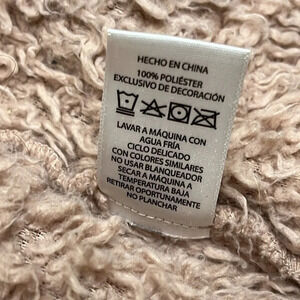 HECHO EN CHINA
100% POLIÉSTER
EXCLUSIVO DE DECORACIÓN
LAVAR A MÁQUINA CON
AGUA FRÍA
CICLO DELICADO
CON COLORES SIMILARES
NO USAR BLANQUEADOR
SECAR A MÁQUINA A
TEMPERATURA BAJA
RETIRAR OPORTUNAMENTE
NO PLANCHAR